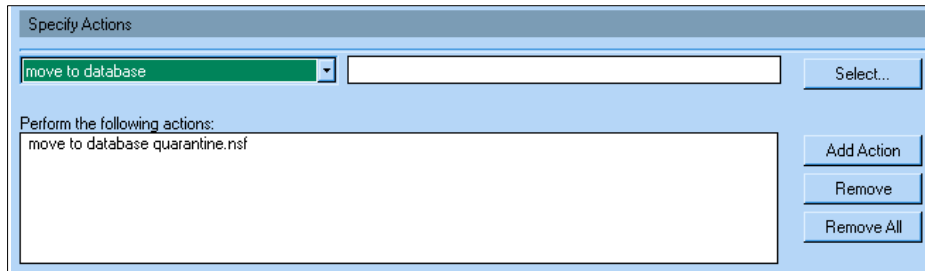 Specify Actions
move to database
Select...
Perform the following actions:
move to database quarantine.nsf
Add Action
Remove
Remove All